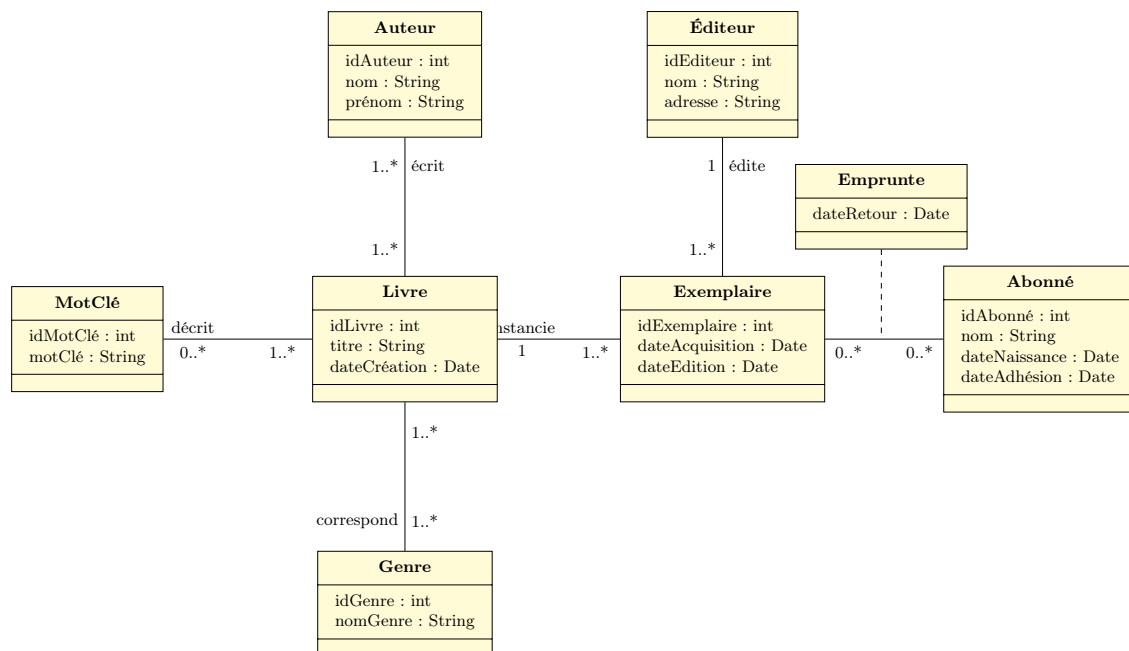 Auteur
idAuteur : int
nom : String
prénom : String
Éditeur
idEditeur : int
nom : String
adresse : String
1..*
écrit
1
édite
Emprunte
dateRetour : Date
1..*
1..*
MotClé
idMotClé : int
motClé : String
décrit
0..*
1..*
Livre
idLivre : int
titre : String
dateCréation : Date
nstancie
1
1..*
Exemplaire
idExemplaire : int
dateAcquisition : Date
dateEdition : Date
0..*
0..*
Abonné
idAbonné : int
nom : String
dateNaissance : Date
dateAdhésion : Date
1..*
correspond
1..*
Genre
idGenre : int
nomGenre : String